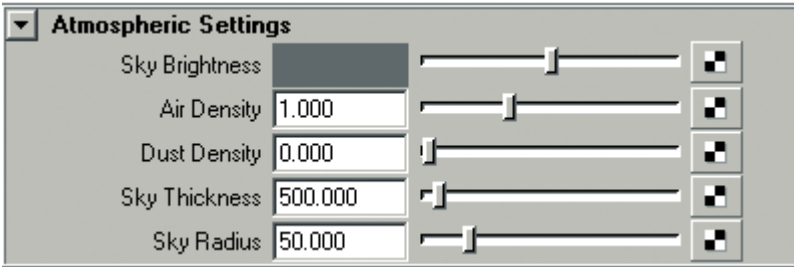 Atmospheric Settings
Sky Brightness
Air Density 1.000
Dust Density 0.000
Sky Thickness 500.000
Sky Radius 50.000